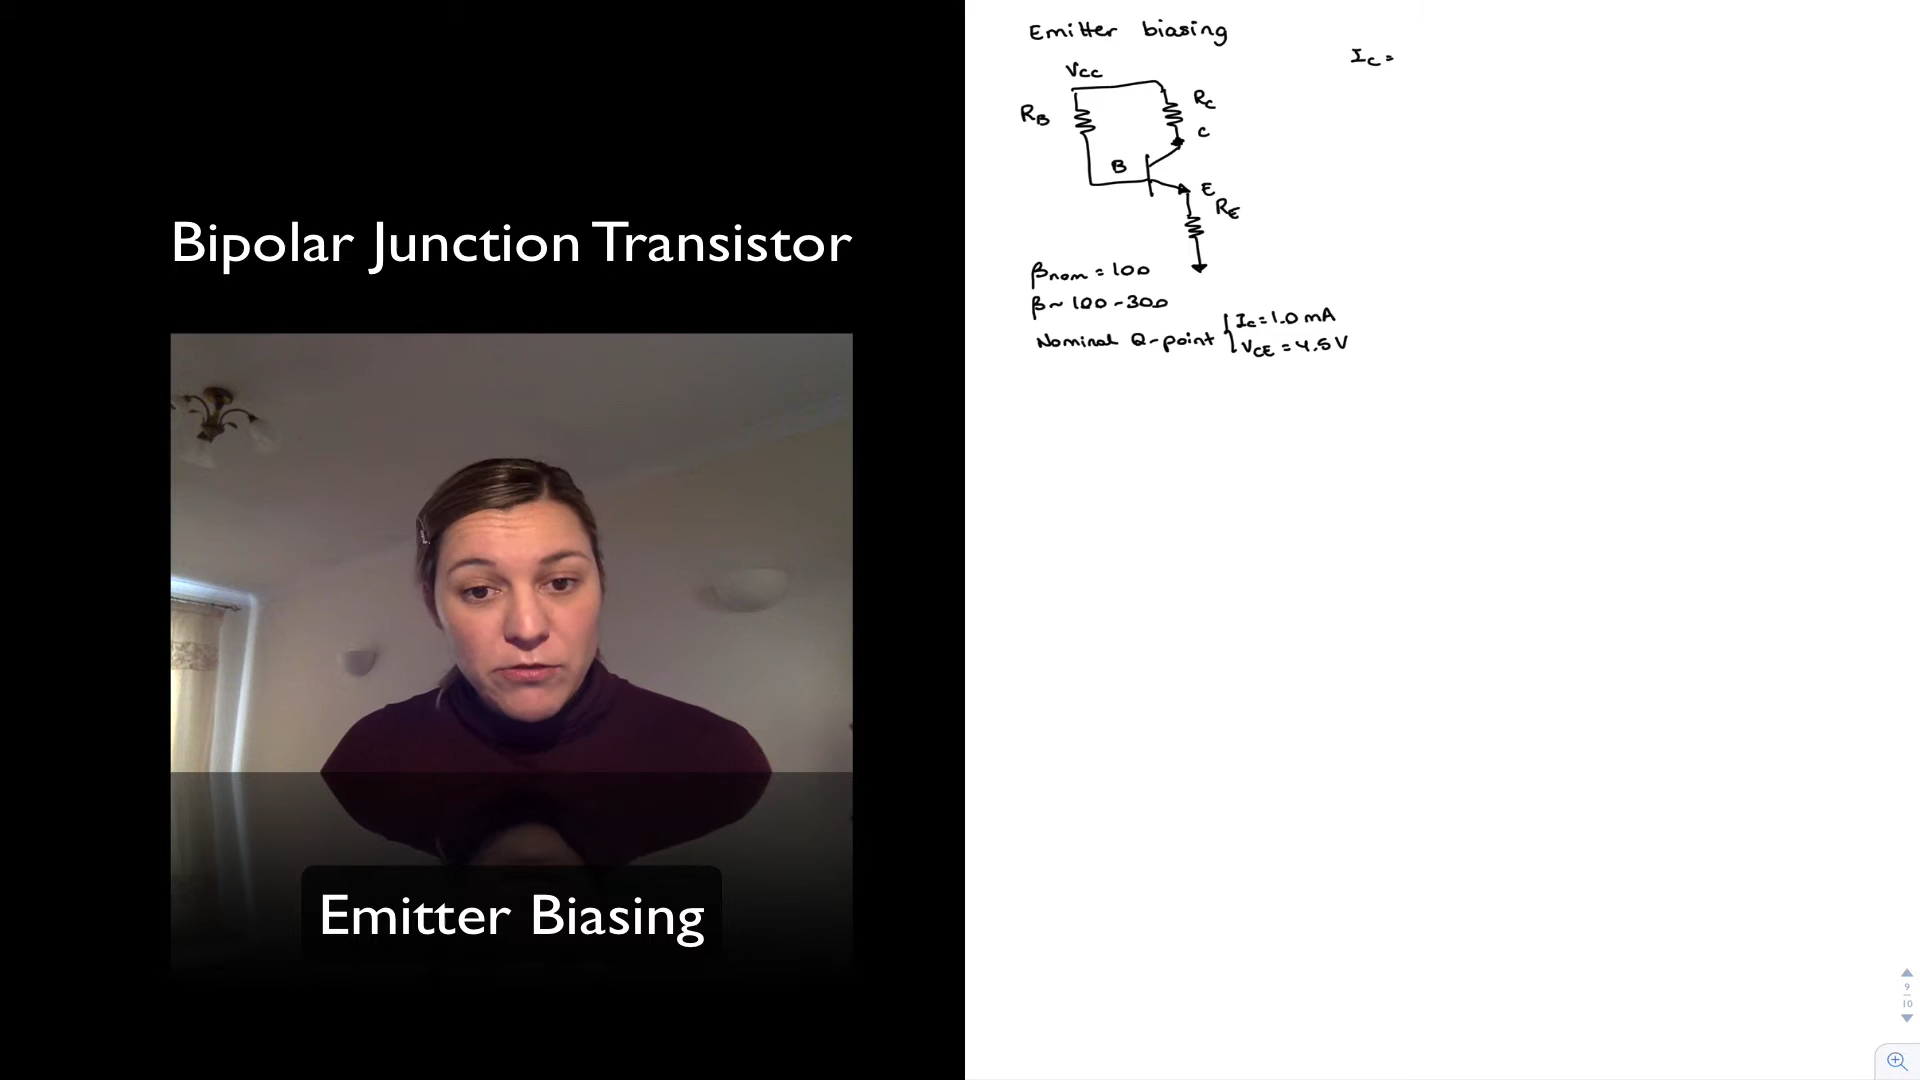 Bipolar Junction Transistor
Emitter Biasing
Emitter biasing
IC =
VCC
RB
RC
C
B
E
RE
βnom = 100
β ~ 100 - 300
Nominal Q-point { IC = 1.0 mA
VCE = 4.5 V
9
10